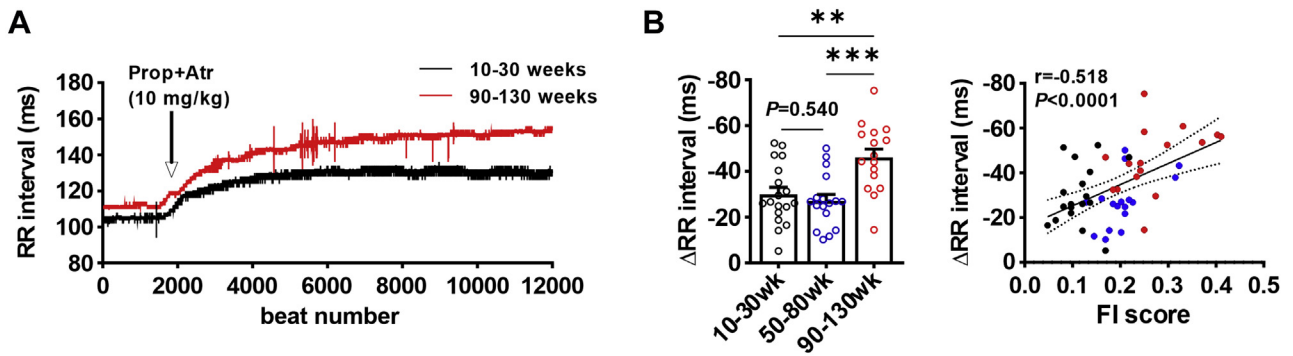 A
B
Prop+Atr
(10 mg/kg)
10-30 weeks
90-130 weeks
RR interval (ms)
180
160
140
120
100
80
0
2000
4000
6000
8000
10000
12000
beat number
**
***
P=0.540
ΔRR interval (ms)
-80
-60
-40
-20
0
10-30wk
50-80wk
90-130wk
r=-0.518
P<0.0001
ΔRR interval (ms)
-80
-60
-40
-20
0
0.0
0.1
0.2
0.3
0.4
0.5
FI score